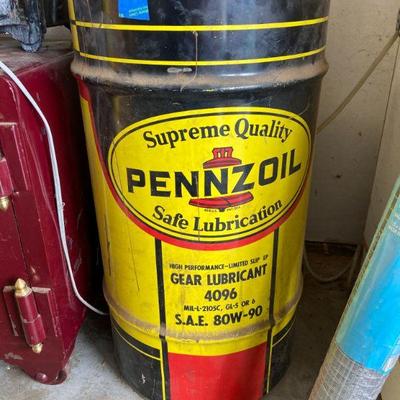 Supreme Quality
PENNZOIL
Safe Lubrication
HIGH PERFORMANCE-LIMITED SLIP EP
GEAR LUBRICANT
4096
MIL-L-2105C, GL-5 OR 6
S.A.E. 80W-90